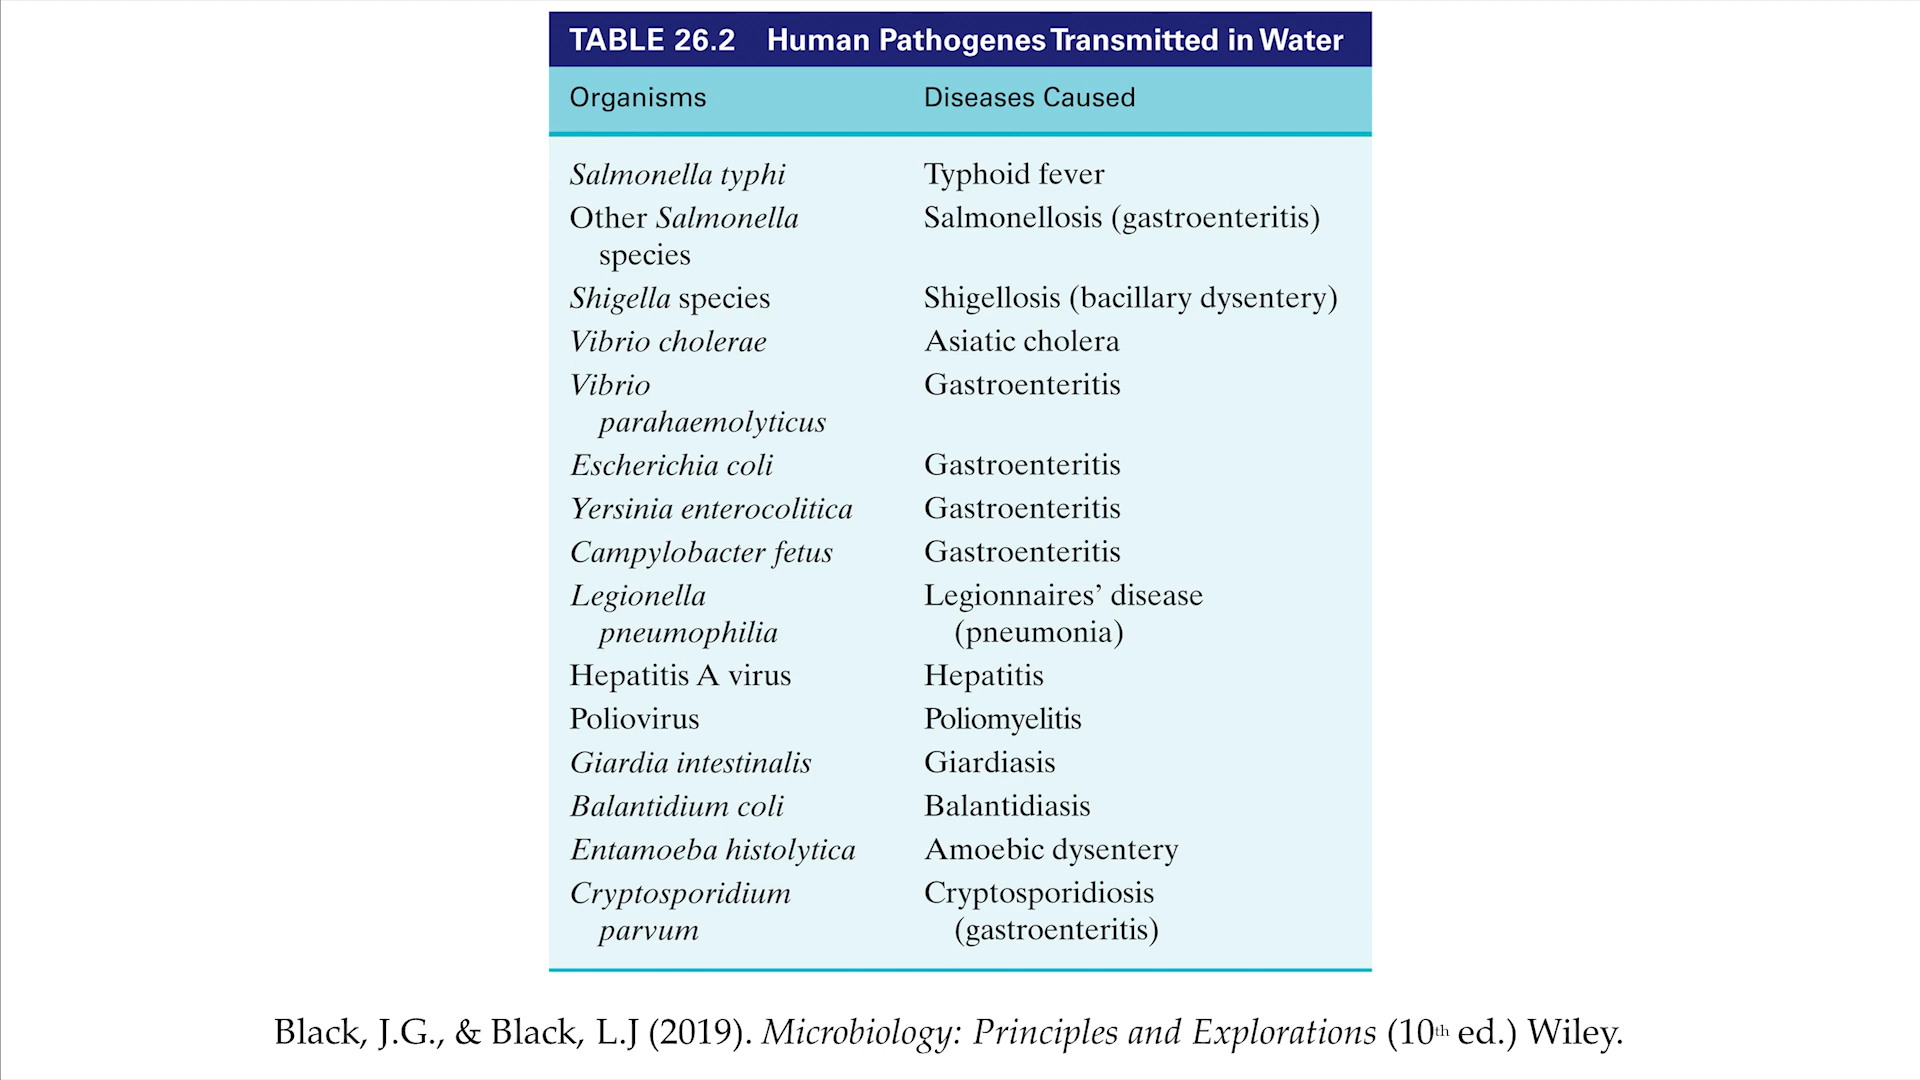 TABLE 26.2 Human Pathogenes Transmitted in Water
Organisms Diseases Caused
Salmonella typhi Typhoid fever
Other Salmonella Salmonellosis (gastroenteritis)
species
Shigella species Shigellosis (bacillary dysentery)
Vibrio cholerae Asiatic cholera
Vibrio Gastroenteritis
parahaemolyticus
Escherichia coli Gastroenteritis
Yersinia enterocolitica Gastroenteritis
Campylobacter fetus Gastroenteritis
Legionella Legionnaires’ disease
pneumophilia (pneumonia)
Hepatitis A virus Hepatitis
Poliovirus Poliomyelitis
Giardia intestinalis Giardiasis
Balantidium coli Balantidiasis
Entamoeba histolytica Amoebic dysentery
Cryptosporidium Cryptosporidiosis
parvum (gastroenteritis)
Black, J.G., & Black, L.J (2019). Microbiology: Principles and Explorations (10th ed.) Wiley.